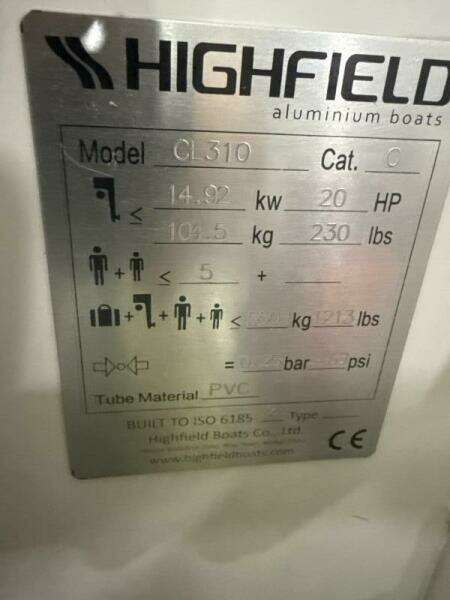 HIGHFIELD
aluminium boats
Model CL310 Cat. C
≤ 14.92 kw 20 HP
104.5 kg 230 lbs
+ ≤ 5 +
+ + + ≤ kg 1213 lbs
= 0.25 bar psi
Tube Material PVC
BUILT TO ISO 6185 Type
Highfield Boats Co., Ltd.
www.highfieldboats.com
CE